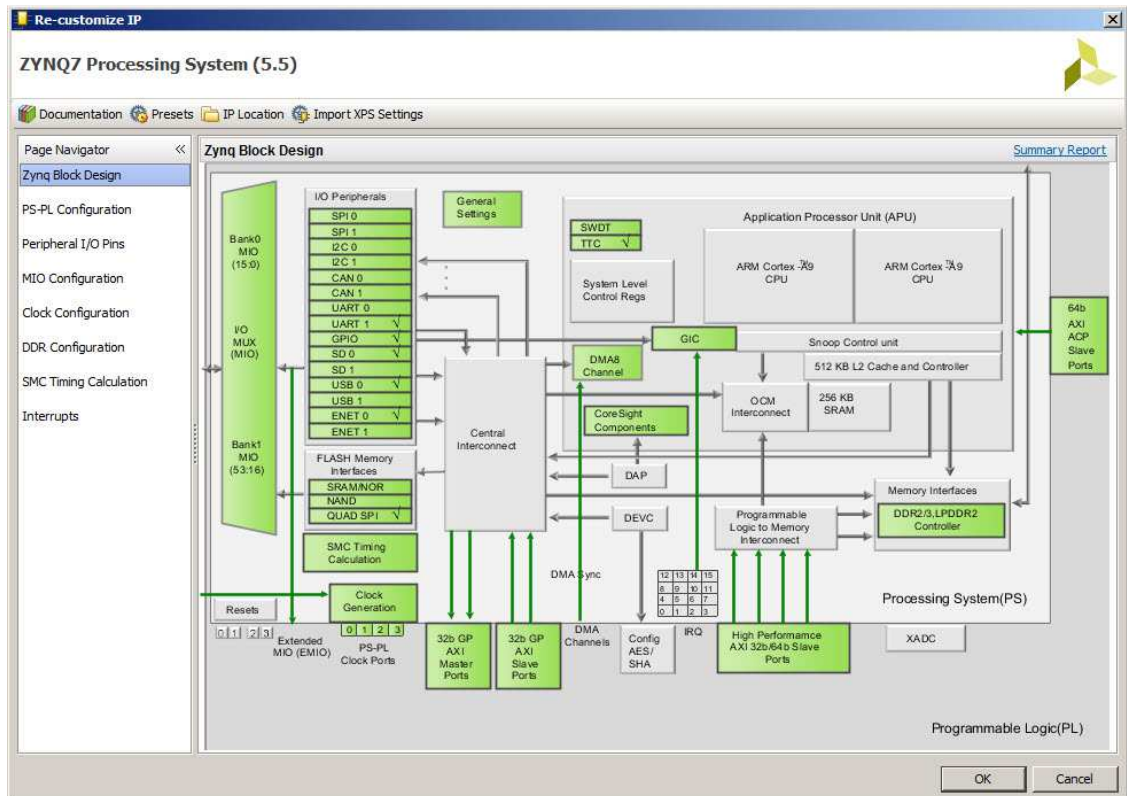 Re-customize IP
ZYNQ7 Processing System (5.5)
Documentation Presets IP Location Import XPS Settings
Page Navigator «
Zynq Block Design
PS-PL Configuration
Peripheral I/O Pins
MIO Configuration
Clock Configuration
DDR Configuration
SMC Timing Calculation
Interrupts
Zynq Block Design
Summary Report
Bank0
MIO
(15:0)
I/O
MUX
(MIO)
Bank1
MIO
(53:16)
I/O Peripherals
SPI 0
SPI 1
I2C 0
I2C 1
CAN 0
CAN 1
UART 0
UART 1 √
GPIO √
SD 0 √
SD 1
USB 0 √
USB 1
ENET 0 √
ENET 1
FLASH Memory
Interfaces
SRAM/NOR
NAND
QUAD SPI √
SMC Timing
Calculation
General
Settings
Application Processor Unit (APU)
SWDT
TTC √
System Level
Control Regs
ARM Cortex -™A9
CPU
ARM Cortex -™A9
CPU
GIC
Snoop Control unit
512 KB L2 Cache and Controller
DMA8
Channel
OCM
Interconnect
256 KB
SRAM
CoreSight
Components
Central
Interconnect
DAP
DEVC
Programmable
Logic to Memory
Interconnect
Memory Interfaces
DDR2/3,LPDDR2
Controller
64b
AXI
ACP
Slave
Ports
DMA Sync
12 13 14 15
8 9 10 11
4 5 6 7
0 1 2 3
Processing System(PS)
Resets
0 1 2 3
Clock
Generation
0 1 2 3
Extended
MIO (EMIO)
PS-PL
Clock Ports
32b GP
AXI
Master
Ports
32b GP
AXI
Slave
Ports
DMA
Channels
Config
AES/
SHA
IRQ
High Performamce
AXI 32b/64b Slave
Ports
XADC
Programmable Logic(PL)
OK
Cancel